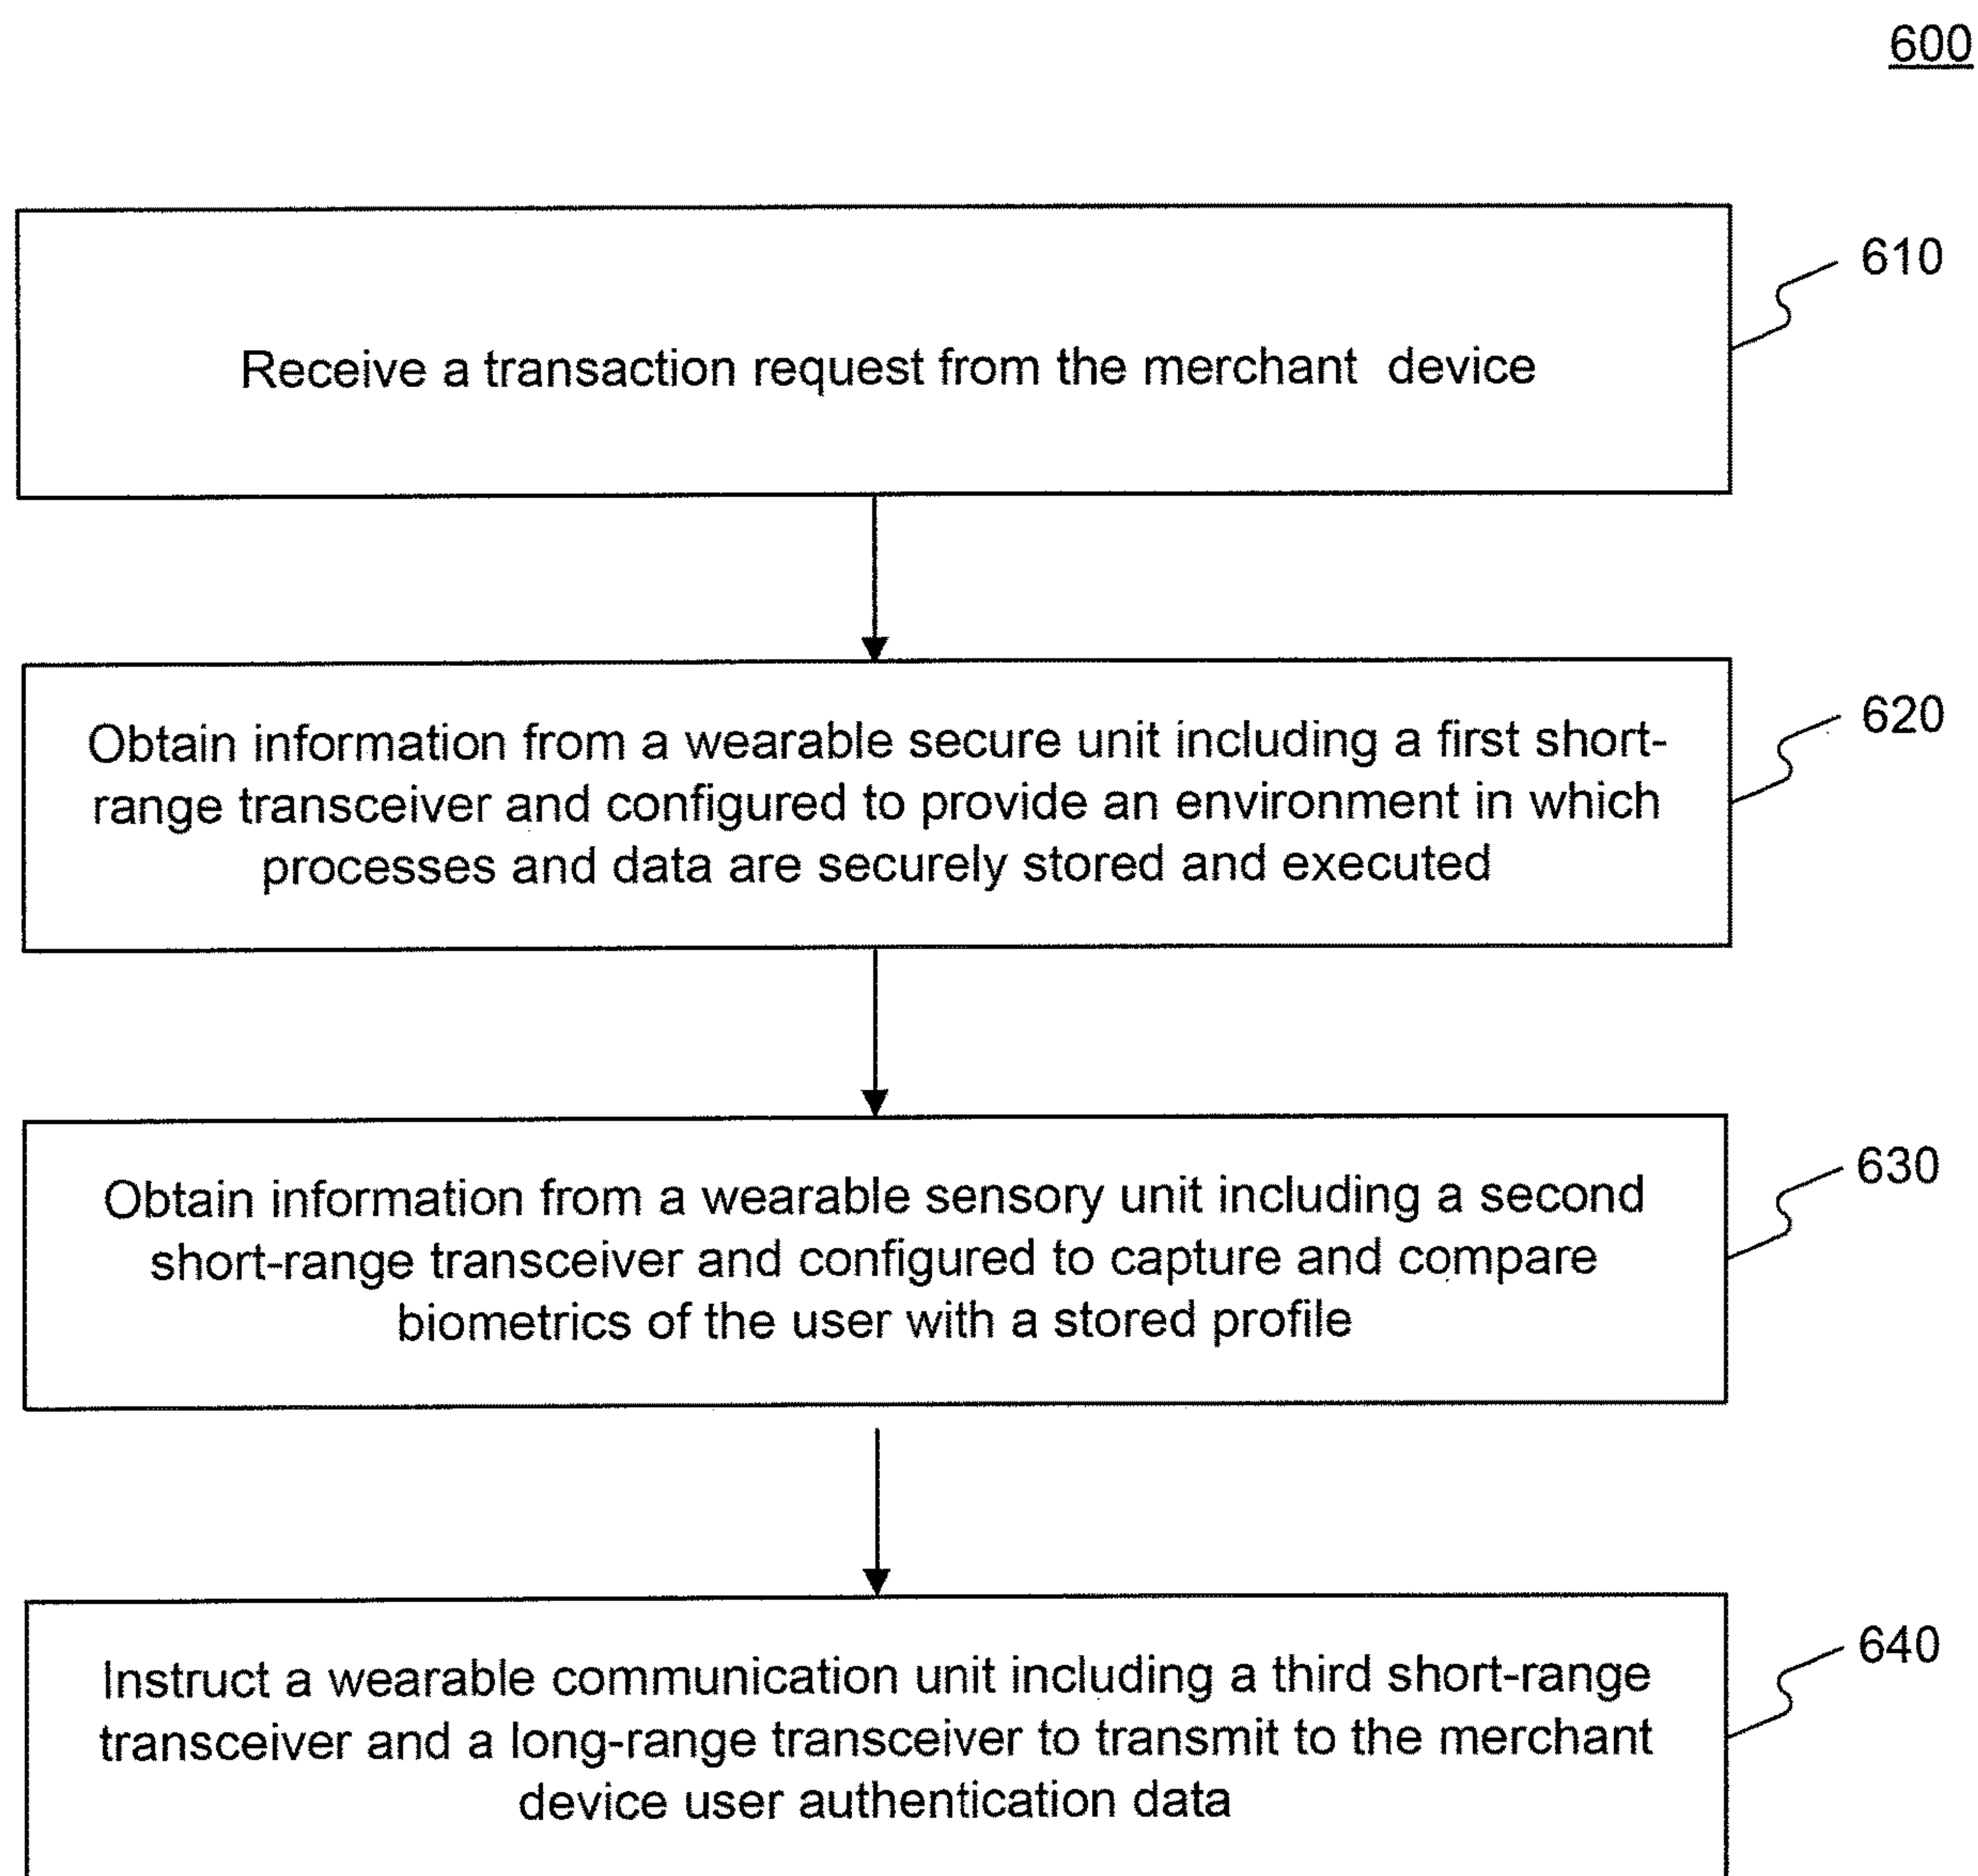 600
610
Receive a transaction request from the merchant device
620
Obtain information from a wearable secure unit including a first short-
range transceiver and configured to provide an environment in which
processes and data are securely stored and executed
630
Obtain information from a wearable sensory unit including a second
short-range transceiver and configured to capture and compare
biometrics of the user with a stored profile
640
Instruct a wearable communication unit including a third short-range
transceiver and a long-range transceiver to transmit to the merchant
device user authentication data